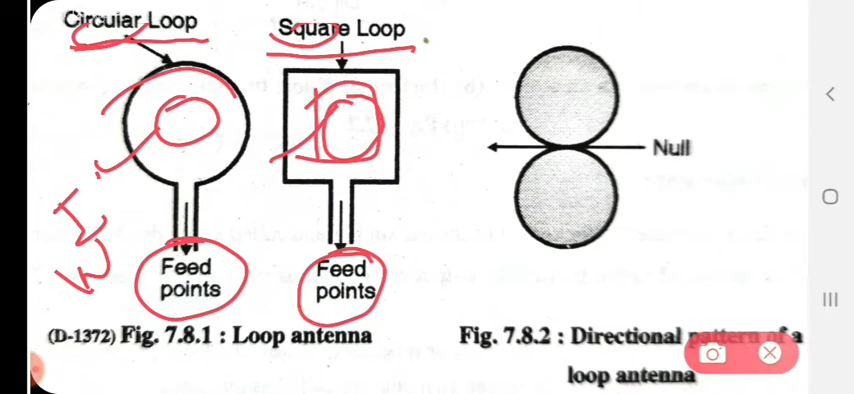 Circular Loop
Square Loop
Null
Feed
points
Feed
points
(D-1372) Fig. 7.8.1 : Loop antenna
Fig. 7.8.2 : Directional pattern of a
loop antenna